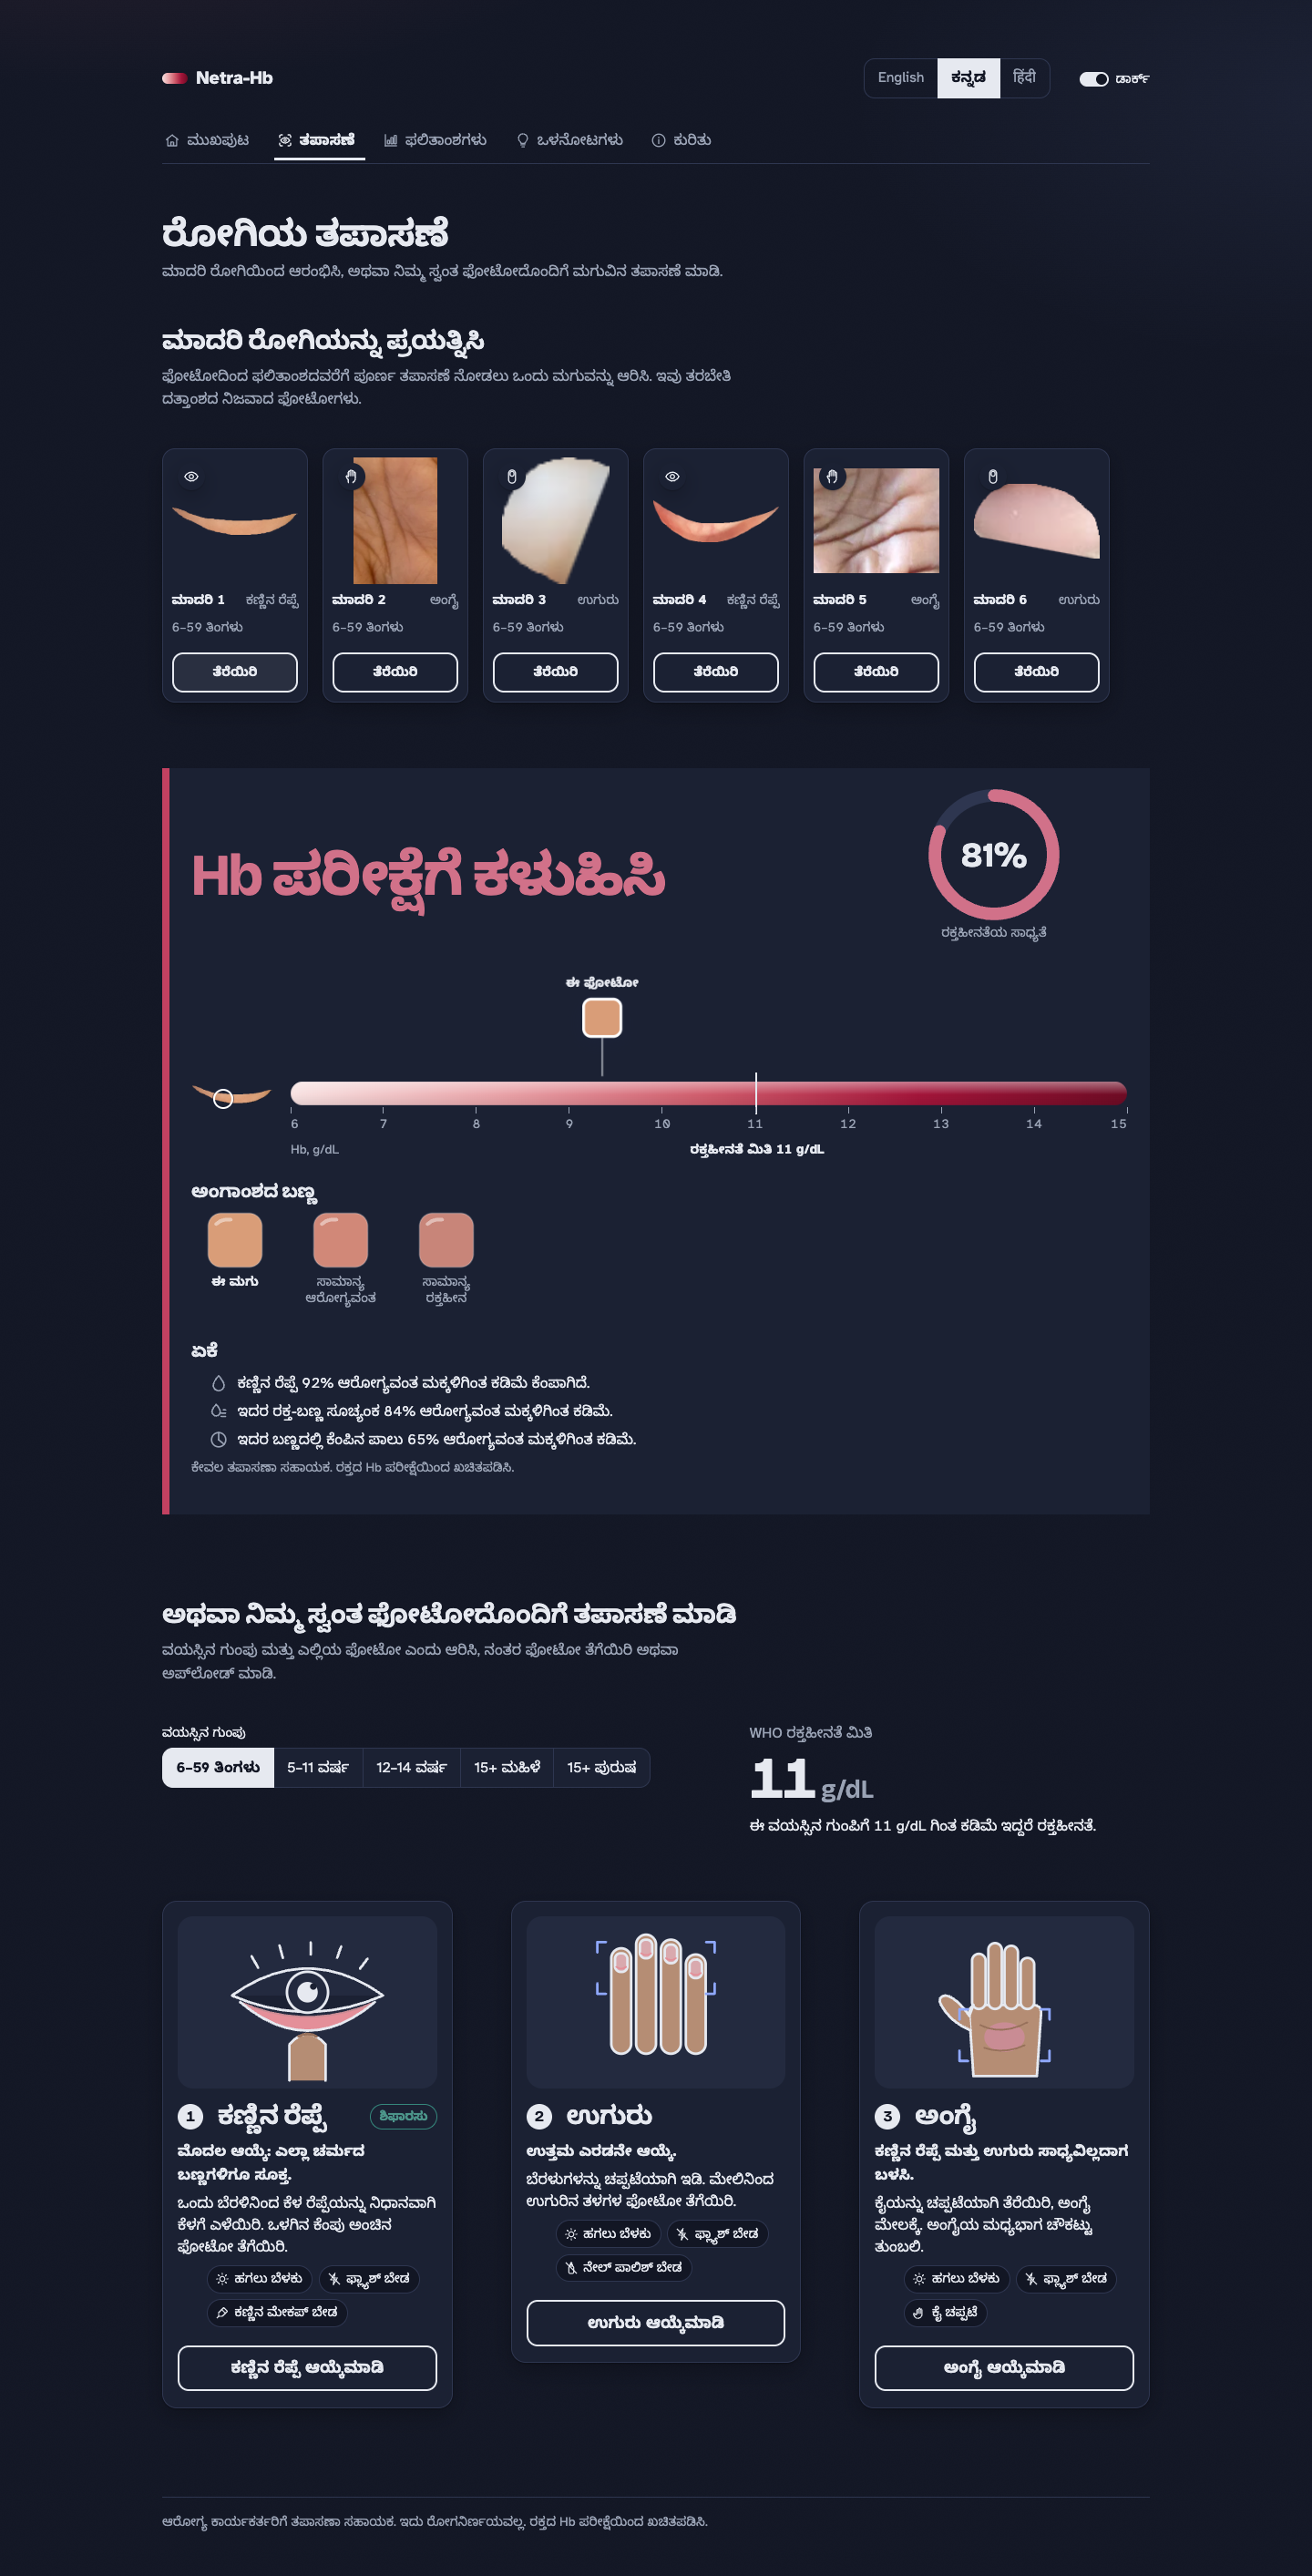 Netra-Hb
English ಕನ್ನಡ हिंदी ಡಾರ್ಕ್
ಮುಖಪುಟ ತಪಾಸಣೆ ಫಲಿತಾಂಶಗಳು ಒಳನೋಟಗಳು ಕುರಿತು
ರೋಗಿಯ ತಪಾಸಣೆ
ಮಾದರಿ ರೋಗಿಯಿಂದ ಆರಂಭಿಸಿ, ಅಥವಾ ನಿಮ್ಮ ಸ್ವಂತ ಫೋಟೋದೊಂದಿಗೆ ಮಗುವಿನ ತಪಾಸಣೆ ಮಾಡಿ.
ಮಾದರಿ ರೋಗಿಯನ್ನು ಪ್ರಯತ್ನಿಸಿ
ಫೋಟೋದಿಂದ ಫಲಿತಾಂಶದವರೆಗೆ ಪೂರ್ಣ ತಪಾಸಣೆ ನೋಡಲು ಒಂದು ಮಗುವನ್ನು ಆರಿಸಿ. ಇವು ತರಬೇತಿ
ದತ್ತಾಂಶದ ನಿಜವಾದ ಫೋಟೋಗಳು.
ಮಾದರಿ 1 ಕಣ್ಣಿನ ರೆಪ್ಪೆ
6–59 ತಿಂಗಳು
ತೆರೆಯಿರಿ
ಮಾದರಿ 2 ಅಂಗೈ
6–59 ತಿಂಗಳು
ತೆರೆಯಿರಿ
ಮಾದರಿ 3 ಉಗುರು
6–59 ತಿಂಗಳು
ತೆರೆಯಿರಿ
ಮಾದರಿ 4 ಕಣ್ಣಿನ ರೆಪ್ಪೆ
6–59 ತಿಂಗಳು
ತೆರೆಯಿರಿ
ಮಾದರಿ 5 ಅಂಗೈ
6–59 ತಿಂಗಳು
ತೆರೆಯಿರಿ
ಮಾದರಿ 6 ಉಗುರು
6–59 ತಿಂಗಳು
ತೆರೆಯಿರಿ
Hb ಪರೀಕ್ಷೆಗೆ ಕಳುಹಿಸಿ
81%
ರಕ್ತಹೀನತೆಯ ಸಾಧ್ಯತೆ
ಈ ಫೋಟೋ
6 7 8 9 10 11 12 13 14 15
Hb, g/dL ರಕ್ತಹೀನತೆ ಮಿತಿ 11 g/dL
ಅಂಗಾಂಶದ ಬಣ್ಣ
ಈ ಮಗು
ಸಾಮಾನ್ಯ
ಆರೋಗ್ಯವಂತ
ಸಾಮಾನ್ಯ
ರಕ್ತಹೀನ
ಏಕೆ
ಕಣ್ಣಿನ ರೆಪ್ಪೆ 92% ಆರೋಗ್ಯವಂತ ಮಕ್ಕಳಿಗಿಂತ ಕಡಿಮೆ ಕೆಂಪಾಗಿದೆ.
ಇದರ ರಕ್ತ-ಬಣ್ಣ ಸೂಚ್ಯಂಕ 84% ಆರೋಗ್ಯವಂತ ಮಕ್ಕಳಿಗಿಂತ ಕಡಿಮೆ.
ಇದರ ಬಣ್ಣದಲ್ಲಿ ಕೆಂಪಿನ ಪಾಲು 65% ಆರೋಗ್ಯವಂತ ಮಕ್ಕಳಿಗಿಂತ ಕಡಿಮೆ.
ಕೇವಲ ತಪಾಸಣಾ ಸಹಾಯಕ. ರಕ್ತದ Hb ಪರೀಕ್ಷೆಯಿಂದ ಖಚಿತಪಡಿಸಿ.
ಅಥವಾ ನಿಮ್ಮ ಸ್ವಂತ ಫೋಟೋದೊಂದಿಗೆ ತಪಾಸಣೆ ಮಾಡಿ
ವಯಸ್ಸಿನ ಗುಂಪು ಮತ್ತು ಎಲ್ಲಿಯ ಫೋಟೋ ಎಂದು ಆರಿಸಿ, ನಂತರ ಫೋಟೋ ತೆಗೆಯಿರಿ ಅಥವಾ
ಅಪ್‌ಲೋಡ್ ಮಾಡಿ.
ವಯಸ್ಸಿನ ಗುಂಪು
6–59 ತಿಂಗಳು 5–11 ವರ್ಷ 12–14 ವರ್ಷ 15+ ಮಹಿಳೆ 15+ ಪುರುಷ
WHO ರಕ್ತಹೀನತೆ ಮಿತಿ
11 g/dL
ಈ ವಯಸ್ಸಿನ ಗುಂಪಿಗೆ 11 g/dL ಗಿಂತ ಕಡಿಮೆ ಇದ್ದರೆ ರಕ್ತಹೀನತೆ.
1 ಕಣ್ಣಿನ ರೆಪ್ಪೆ ಶಿಫಾರಸು
ಮೊದಲ ಆಯ್ಕೆ: ಎಲ್ಲಾ ಚರ್ಮದ
ಬಣ್ಣಗಳಿಗೂ ಸೂಕ್ತ.
ಒಂದು ಬೆರಳಿನಿಂದ ಕೆಳ ರೆಪ್ಪೆಯನ್ನು ನಿಧಾನವಾಗಿ
ಕೆಳಗೆ ಎಳೆಯಿರಿ. ಒಳಗಿನ ಕೆಂಪು ಅಂಚಿನ
ಫೋಟೋ ತೆಗೆಯಿರಿ.
ಹಗಲು ಬೆಳಕು ಫ್ಲ್ಯಾಶ್ ಬೇಡ
ಕಣ್ಣಿನ ಮೇಕಪ್ ಬೇಡ
ಕಣ್ಣಿನ ರೆಪ್ಪೆ ಆಯ್ಕೆಮಾಡಿ
2 ಉಗುರು
ಉತ್ತಮ ಎರಡನೇ ಆಯ್ಕೆ.
ಬೆರಳುಗಳನ್ನು ಚಪ್ಪಟೆಯಾಗಿ ಇಡಿ. ಮೇಲಿನಿಂದ
ಉಗುರಿನ ತಳಗಳ ಫೋಟೋ ತೆಗೆಯಿರಿ.
ಹಗಲು ಬೆಳಕು ಫ್ಲ್ಯಾಶ್ ಬೇಡ
ನೇಲ್ ಪಾಲಿಶ್ ಬೇಡ
ಉಗುರು ಆಯ್ಕೆಮಾಡಿ
3 ಅಂಗೈ
ಕಣ್ಣಿನ ರೆಪ್ಪೆ ಮತ್ತು ಉಗುರು ಸಾಧ್ಯವಿಲ್ಲದಾಗ
ಬಳಸಿ.
ಕೈಯನ್ನು ಚಪ್ಪಟೆಯಾಗಿ ತೆರೆಯಿರಿ, ಅಂಗೈ
ಮೇಲಕ್ಕೆ. ಅಂಗೈಯ ಮಧ್ಯಭಾಗ ಚೌಕಟ್ಟು
ತುಂಬಲಿ.
ಹಗಲು ಬೆಳಕು ಫ್ಲ್ಯಾಶ್ ಬೇಡ
ಕೈ ಚಪ್ಪಟೆ
ಅಂಗೈ ಆಯ್ಕೆಮಾಡಿ
ಆರೋಗ್ಯ ಕಾರ್ಯಕರ್ತರಿಗೆ ತಪಾಸಣಾ ಸಹಾಯಕ. ಇದು ರೋಗನಿರ್ಣಯವಲ್ಲ. ರಕ್ತದ Hb ಪರೀಕ್ಷೆಯಿಂದ ಖಚಿತಪಡಿಸಿ.